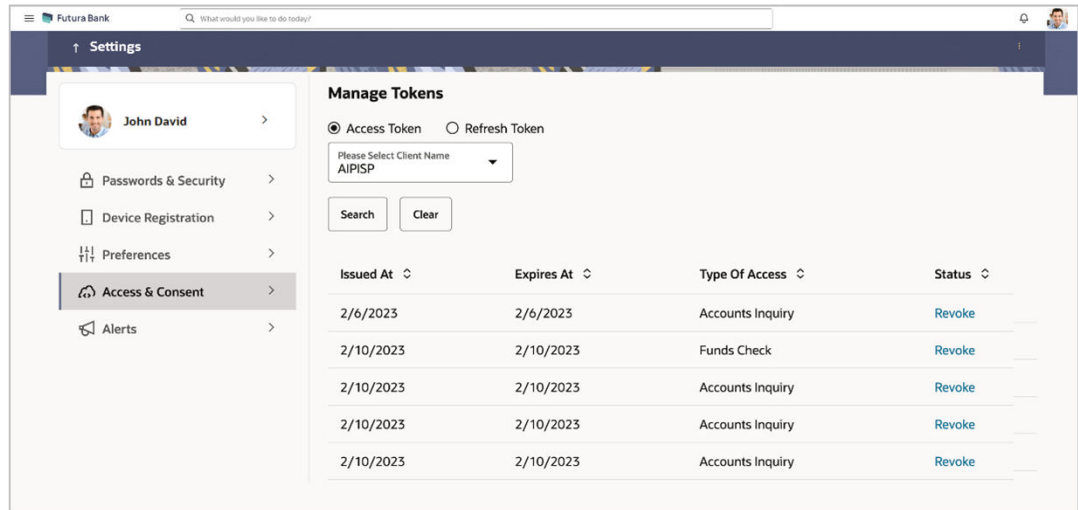 Futura Bank
What would you like to do today?
Settings
John David
Passwords & Security
Device Registration
Preferences
Access & Consent
Alerts
Manage Tokens
Access Token Refresh Token
Please Select Client Name
AIPISP
Search Clear
Issued At Expires At Type Of Access Status
2/6/2023 2/6/2023 Accounts Inquiry Revoke
2/10/2023 2/10/2023 Funds Check Revoke
2/10/2023 2/10/2023 Accounts Inquiry Revoke
2/10/2023 2/10/2023 Accounts Inquiry Revoke
2/10/2023 2/10/2023 Accounts Inquiry Revoke